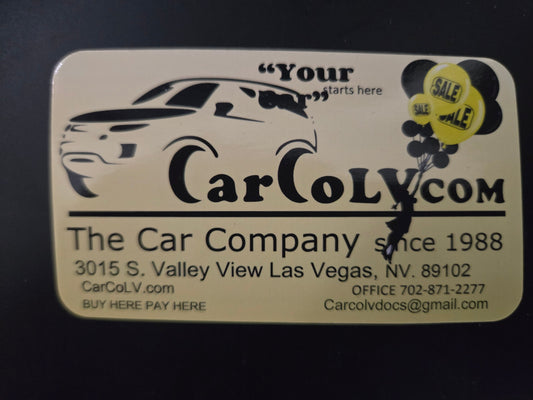 “Your
Car”
starts here
SALE
SALE
SALE
CarCoLV.com
The Car Company since 1988
3015 S. Valley View Las Vegas, NV. 89102
CarCoLV.com
OFFICE 702-871-2277
BUY HERE PAY HERE
Carcolvdocs@gmail.com